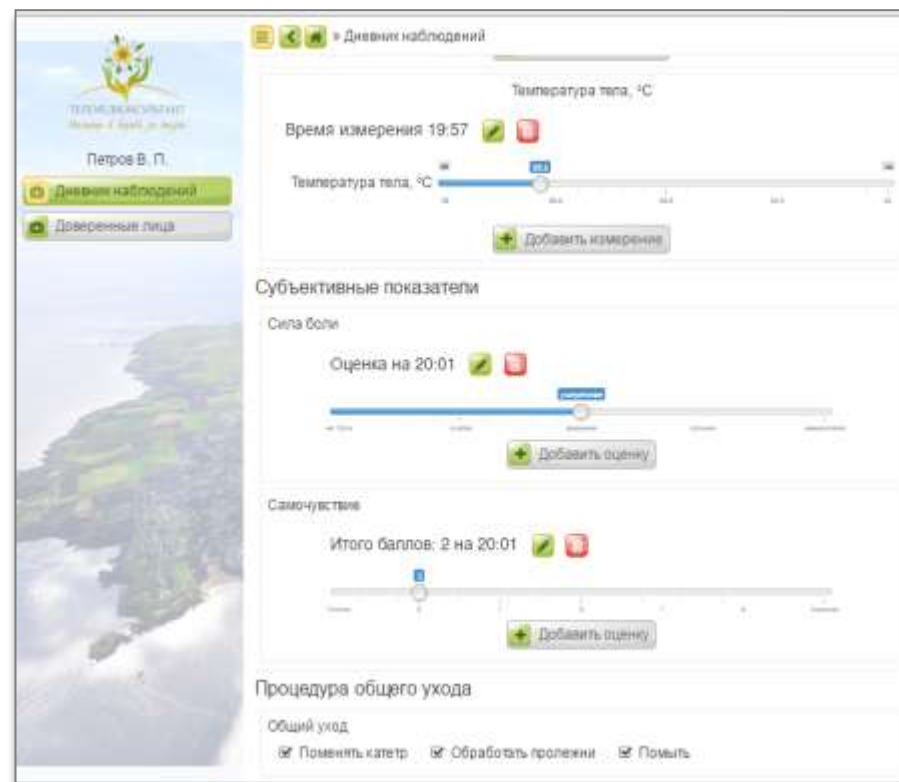 » Дневник наблюдений
ТЕЛЕМЕДКОНСУЛЬТАНТ
Петров В. П.
Дневник наблюдений
Доверенные лица
Температура тела, °C
Время измерения 19:57
Температура тела, °C
Добавить измерение
Субъективные показатели
Сила боли
Оценка на 20:01
Добавить оценку
Самочувствие
Итого баллов: 2 на 20:01
2
Добавить оценку
Процедура общего ухода
Общий уход
Поменять катетр Обработать пролежни Помыть